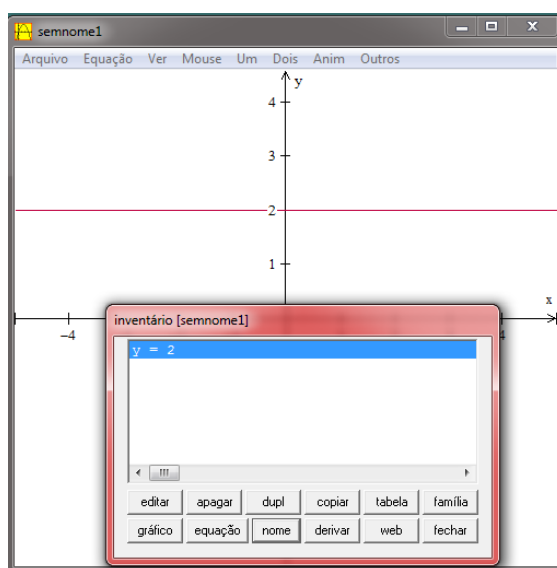 semnome1
Arquivo Equação Ver Mouse Um Dois Anim Outros
y
4
3
2
1
x
−4
4
inventário [semnome1]
y = 2
editar apagar dupl copiar tabela família
gráfico equação nome derivar web fechar